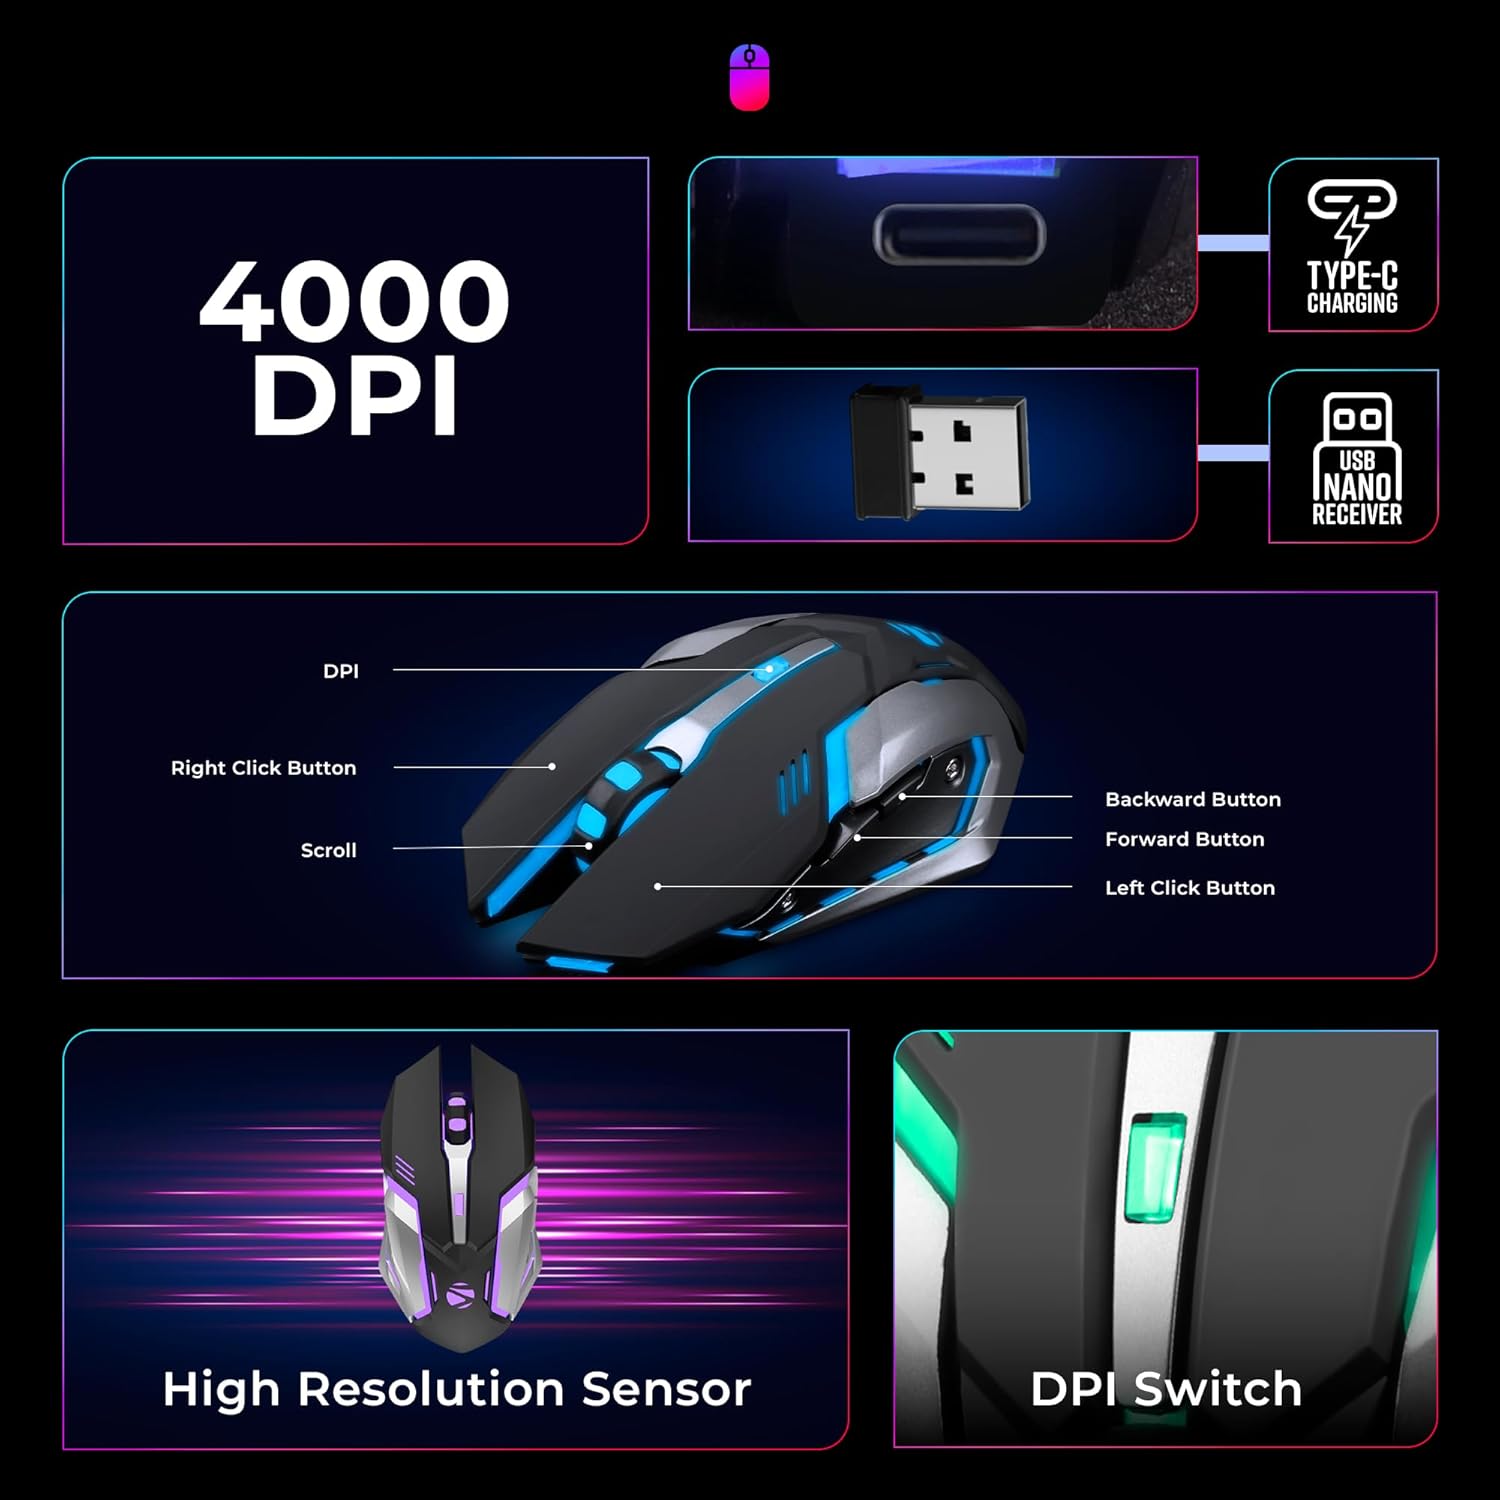 4000
DPI
TYPE-C
CHARGING
USB
NANO
RECEIVER
DPI
Right Click Button
Scroll
Backward Button
Forward Button
Left Click Button
High Resolution Sensor
DPI Switch